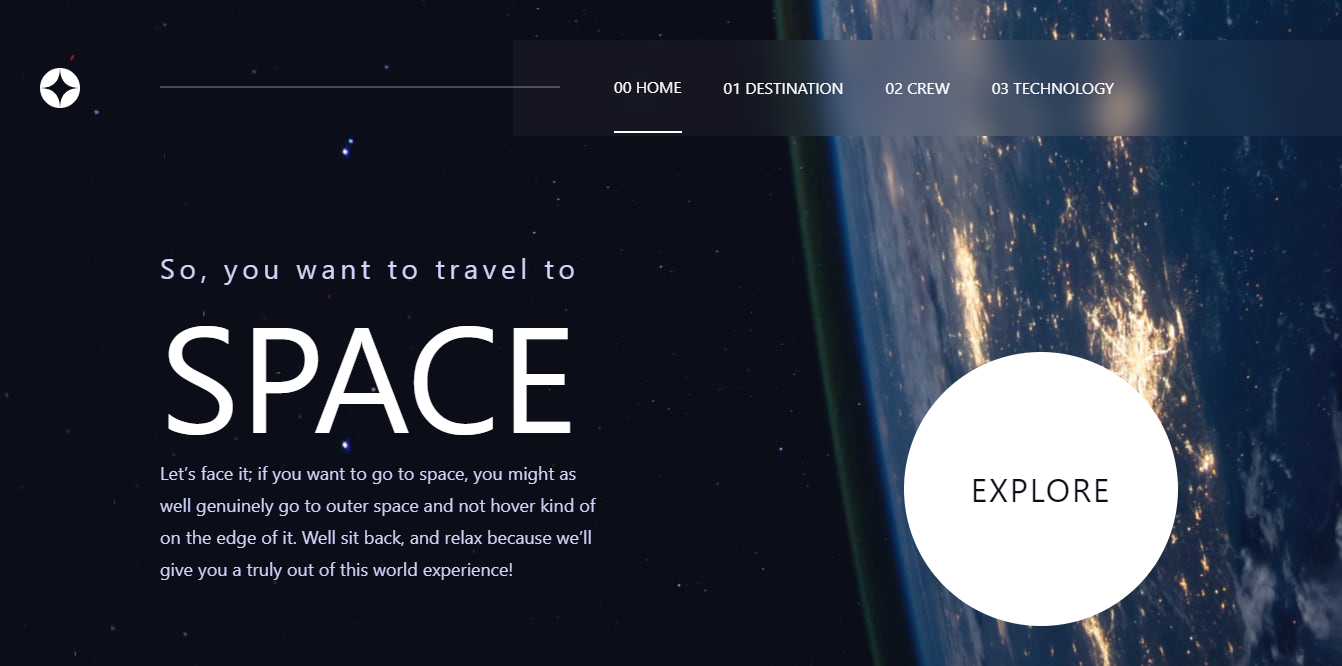 00 HOME 01 DESTINATION 02 CREW 03 TECHNOLOGY
So, you want to travel to
SPACE
Let’s face it; if you want to go to space, you might as
well genuinely go to outer space and not hover kind of
on the edge of it. Well sit back, and relax because we’ll
give you a truly out of this world experience!
EXPLORE